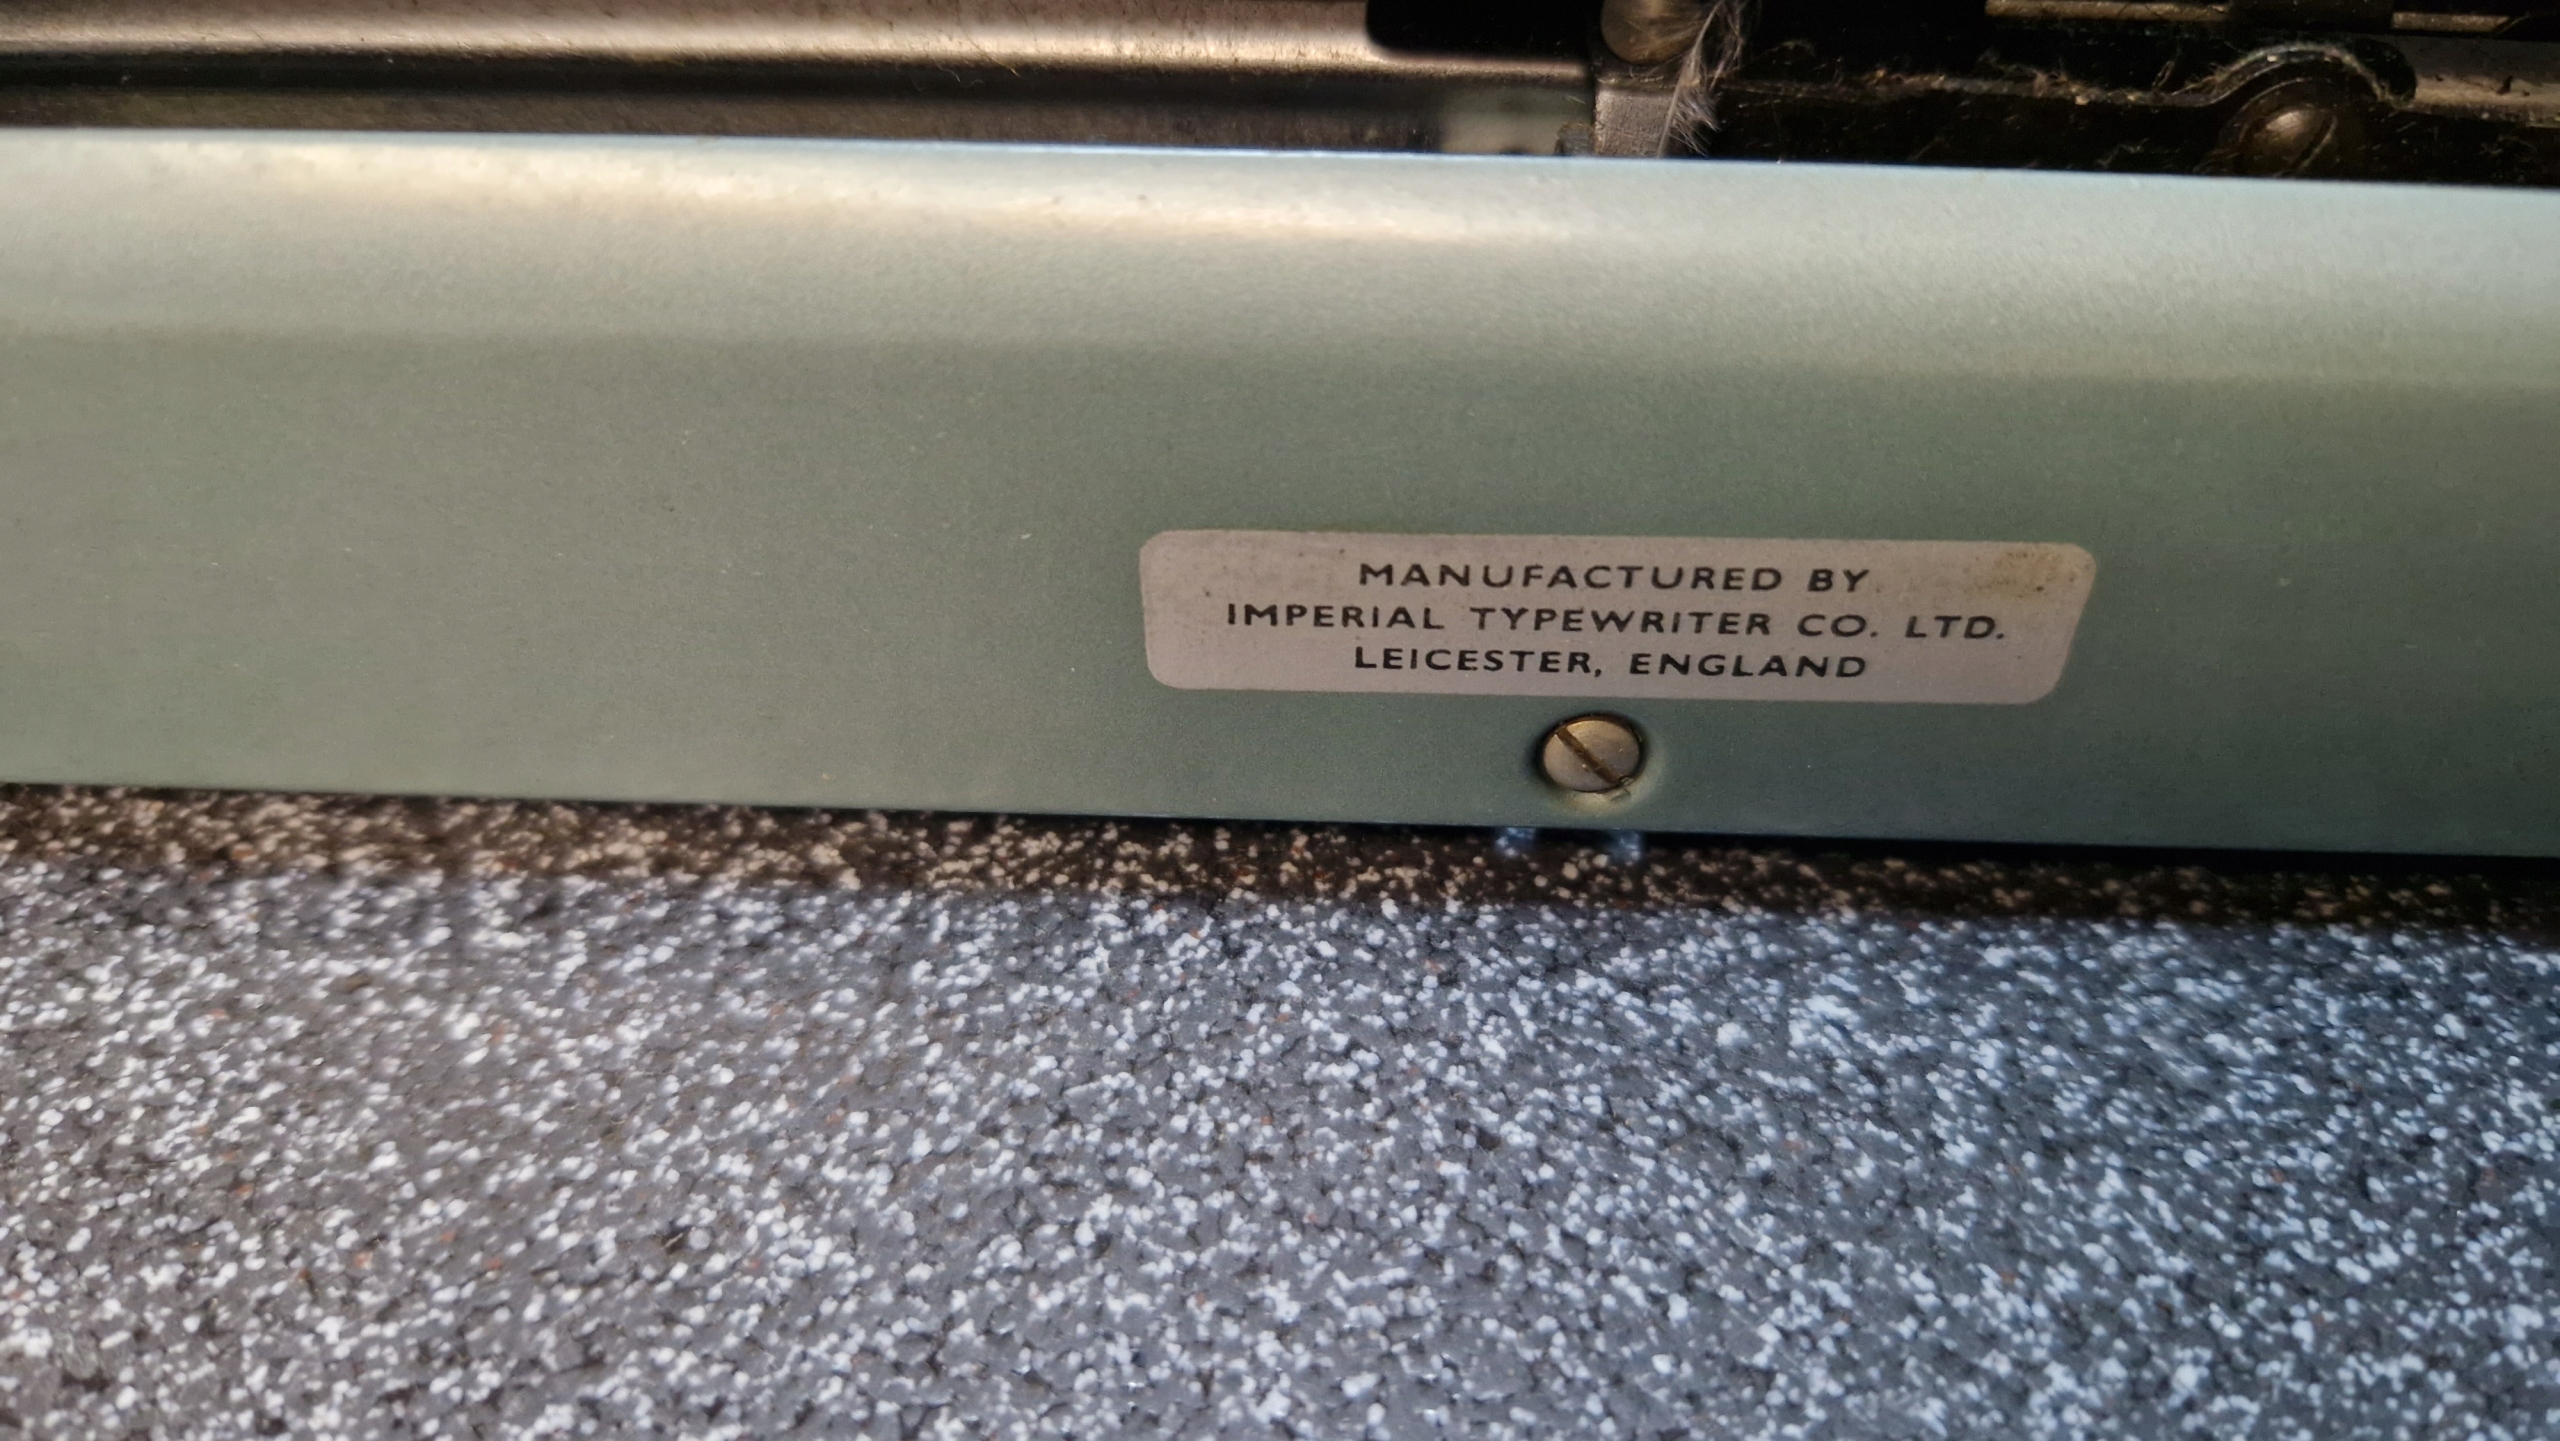 MANUFACTURED BY
IMPERIAL TYPEWRITER CO. LTD.
LEICESTER, ENGLAND